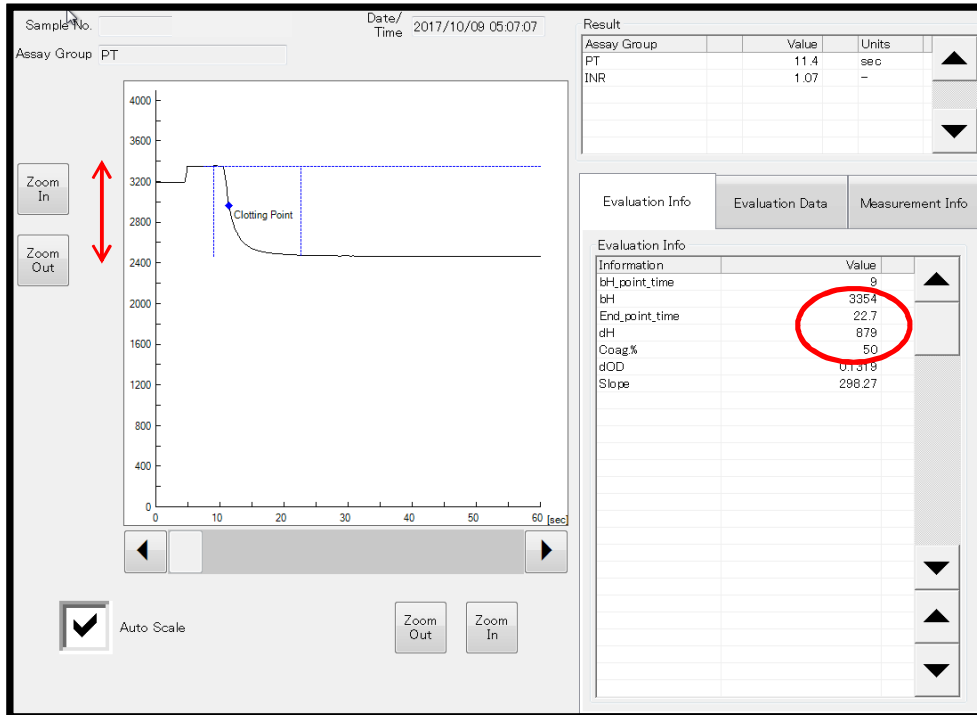 Sample No.
Date/ Time 2017/10/09 05:07:07
Assay Group PT
4000
3600
3200
2800
2400
2000
1600
1200
800
400
0
0 10 20 30 40 50 60 [sec]
Clotting Point
Zoom In
Zoom Out
Auto Scale
Zoom Out
Zoom In
Result
Assay Group Value Units
PT 11.4 sec
INR 1.07 -
Evaluation Info
Evaluation Data
Measurement Info
Evaluation Info
Information Value
bH_point_time 9
bH 3354
End_point_time 22.7
dH 879
Coag.% 50
dOD 0.1319
Slope 298.27